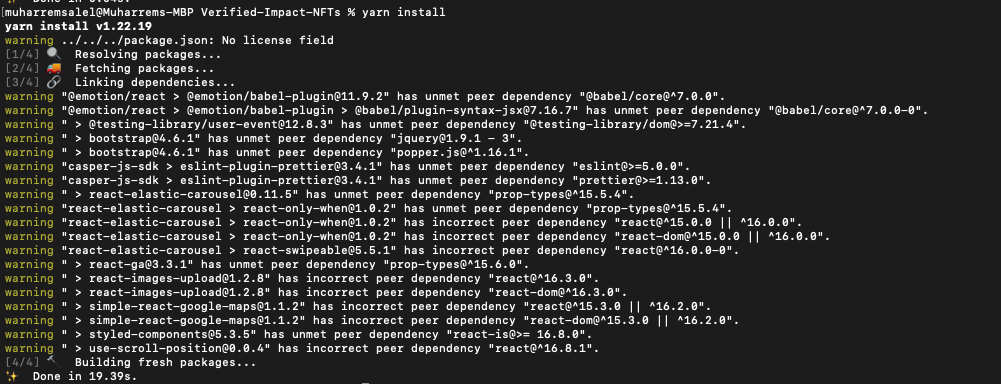 Done in 0.04s.
[muharremsalel@Muharrems-MBP Verified-Impact-NFTs % yarn install
yarn install v1.22.19
warning ../../../package.json: No license field
[1/4] 🔍  Resolving packages...
[2/4] 🚚  Fetching packages...
[3/4] 🔗  Linking dependencies...
warning "@emotion/react > @emotion/babel-plugin@11.9.2" has unmet peer dependency "@babel/core@^7.0.0".
warning "@emotion/react > @emotion/babel-plugin > @babel/plugin-syntax-jsx@7.16.7" has unmet peer dependency "@babel/core@^7.0.0-0".
warning " > @testing-library/user-event@12.8.3" has unmet peer dependency "@testing-library/dom@>=7.21.4".
warning " > bootstrap@4.6.1" has unmet peer dependency "jquery@1.9.1 - 3".
warning " > bootstrap@4.6.1" has unmet peer dependency "popper.js@^1.16.1".
warning "casper-js-sdk > eslint-plugin-prettier@3.4.1" has unmet peer dependency "eslint@>=5.0.0".
warning "casper-js-sdk > eslint-plugin-prettier@3.4.1" has unmet peer dependency "prettier@>=1.13.0".
warning " > react-elastic-carousel@0.11.5" has unmet peer dependency "prop-types@^15.5.4".
warning "react-elastic-carousel > react-only-when@1.0.2" has unmet peer dependency "prop-types@^15.5.4".
warning "react-elastic-carousel > react-only-when@1.0.2" has incorrect peer dependency "react@^15.0.0 || ^16.0.0".
warning "react-elastic-carousel > react-only-when@1.0.2" has incorrect peer dependency "react-dom@^15.0.0 || ^16.0.0".
warning "react-elastic-carousel > react-swipeable@5.5.1" has incorrect peer dependency "react@^16.0.0-0".
warning " > react-ga@3.3.1" has unmet peer dependency "prop-types@^15.6.0".
warning " > react-images-upload@1.2.8" has incorrect peer dependency "react@^16.3.0".
warning " > react-images-upload@1.2.8" has incorrect peer dependency "react-dom@^16.3.0".
warning " > simple-react-google-maps@1.1.2" has incorrect peer dependency "react@^15.3.0 || ^16.2.0".
warning " > simple-react-google-maps@1.1.2" has incorrect peer dependency "react-dom@^15.3.0 || ^16.2.0".
warning " > styled-components@5.3.5" has unmet peer dependency "react-is@>= 16.8.0".
warning " > use-scroll-position@0.0.4" has incorrect peer dependency "react@^16.8.1".
[4/4] 🔨  Building fresh packages...
✨  Done in 19.39s.